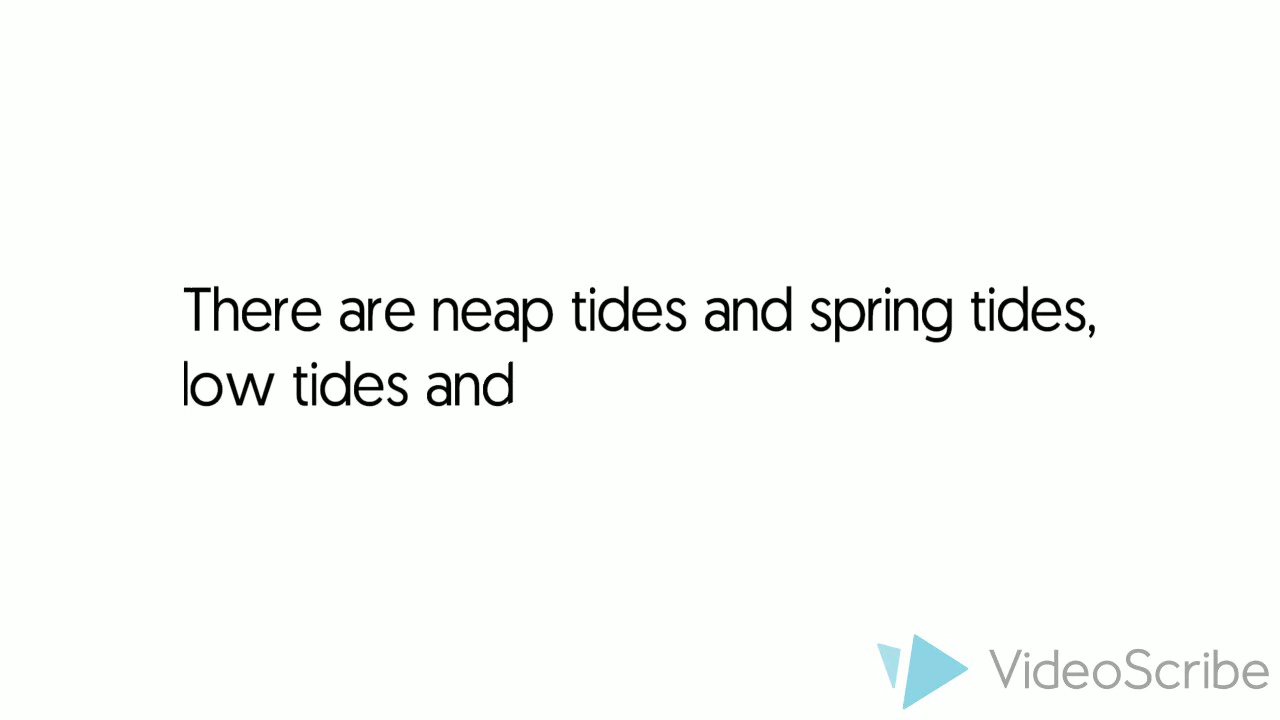 There are neap tides and spring tides,
low tides and
VideoScribe